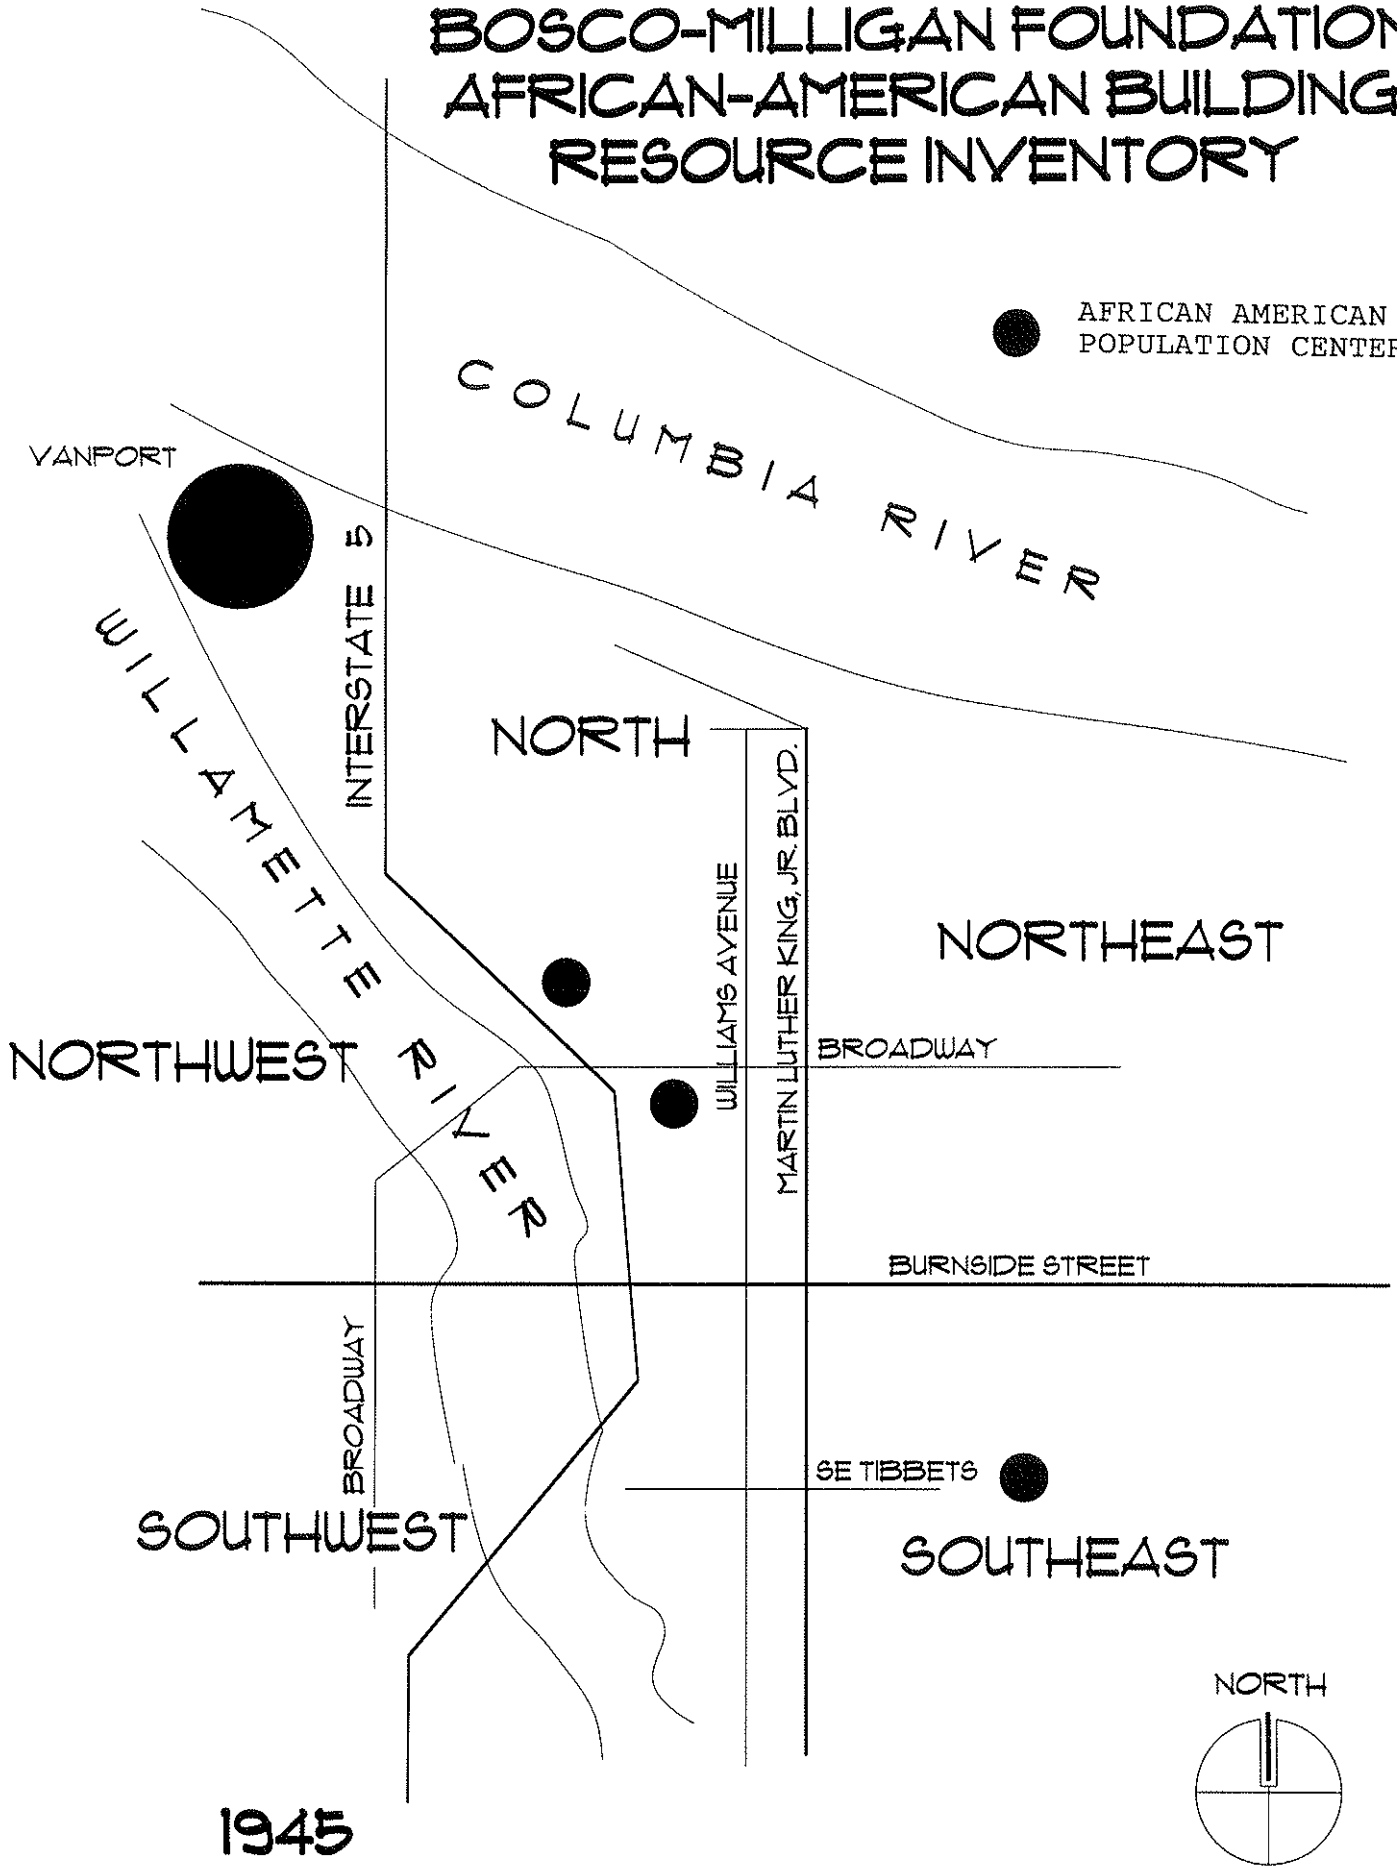 BOSCO-MILLIGAN FOUNDATION
AFRICAN-AMERICAN BUILDING
RESOURCE INVENTORY
AFRICAN AMERICAN
POPULATION CENTER
COLUMBIA RIVER
VANPORT
INTERSTATE 5
WILLAMETTE RIVER
NORTH
MARTIN LUTHER KING, JR. BLVD.
WILLIAMS AVENUE
NORTHEAST
NORTHWEST
BROADWAY
BURNSIDE STREET
BROADWAY
SE TIBBETS
SOUTHWEST
SOUTHEAST
NORTH
1945